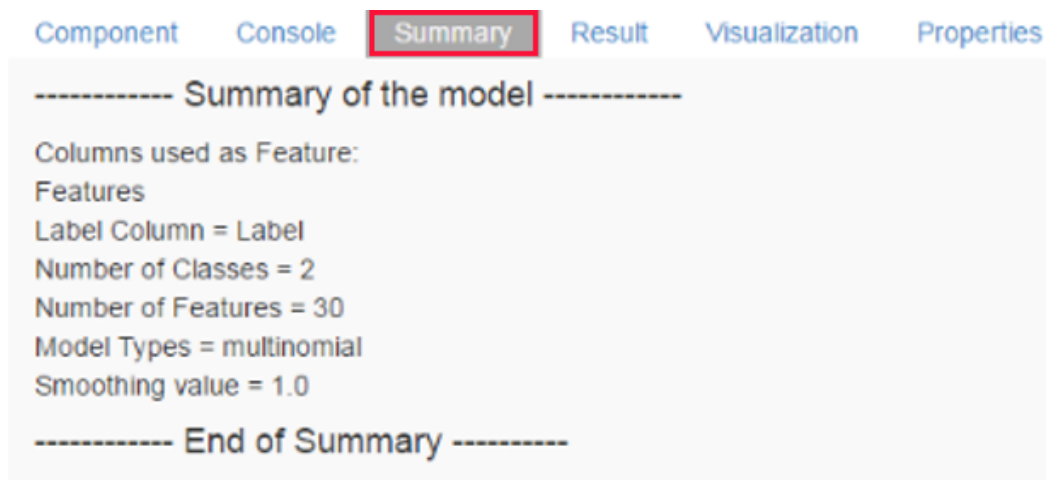 Component Console Summary Result Visualization Properties
------------ Summary of the model ------------
Columns used as Feature:
Features
Label Column = Label
Number of Classes = 2
Number of Features = 30
Model Types = multinomial
Smoothing value = 1.0
------------ End of Summary ----------